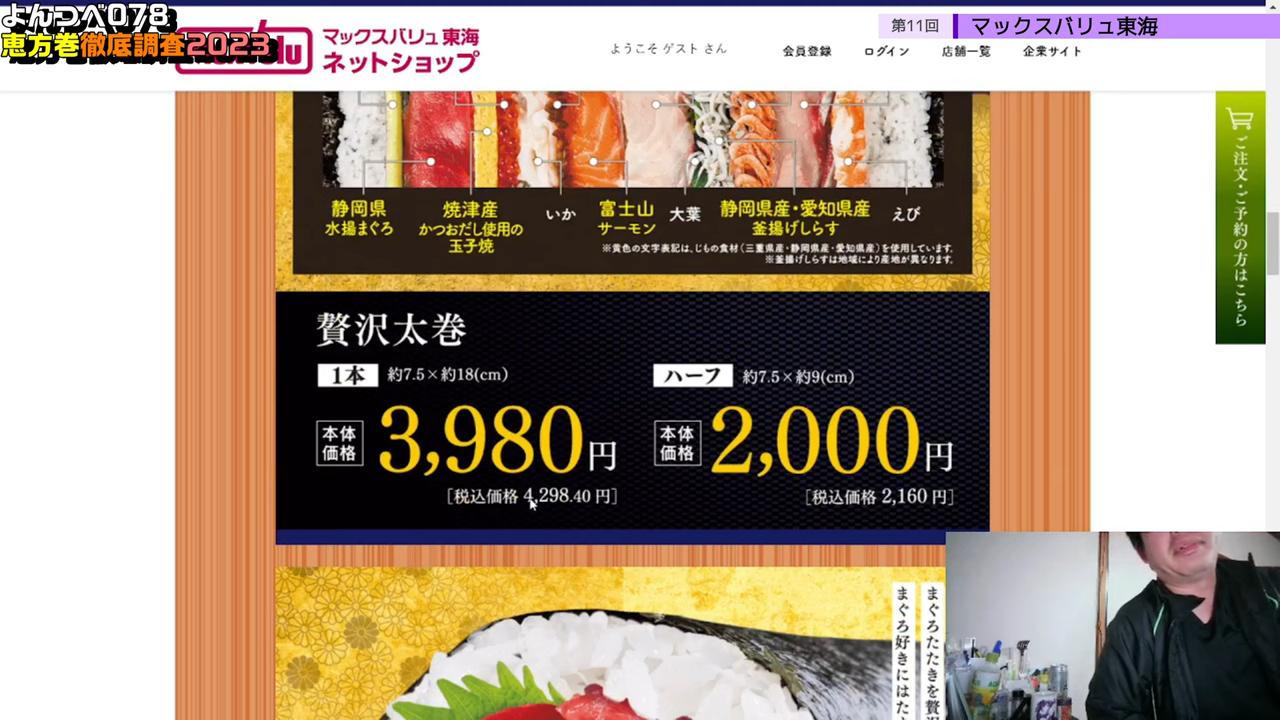 よんつべ078
恵方巻徹底調査2023
マックスバリュ東海
ネットショップ
ようこそ ゲスト さん
会員登録
ログイン
店舗一覧
企業サイト
第11回
マックスバリュ東海
ご注文・ご予約の方はこちら
静岡県
水揚まぐろ
焼津産
かつおだし使用の
玉子焼
いか
富士山
サーモン
大葉
静岡県産・愛知県産
釜揚げしらす
えび
※黄色の文字表記は、じもの食材(三重県産・静岡県産・愛知県産)を使用しています。
※釜揚げしらすは地域により産地が異なります。
贅沢太巻
1本 約7.5×約18(cm)
本体
価格
3,980円
[税込価格 4,298.40 円]
ハーフ 約7.5×約9(cm)
本体
価格
2,000円
[税込価格 2,160 円]
まぐろたたきを贅沢
まぐろ好きにはた